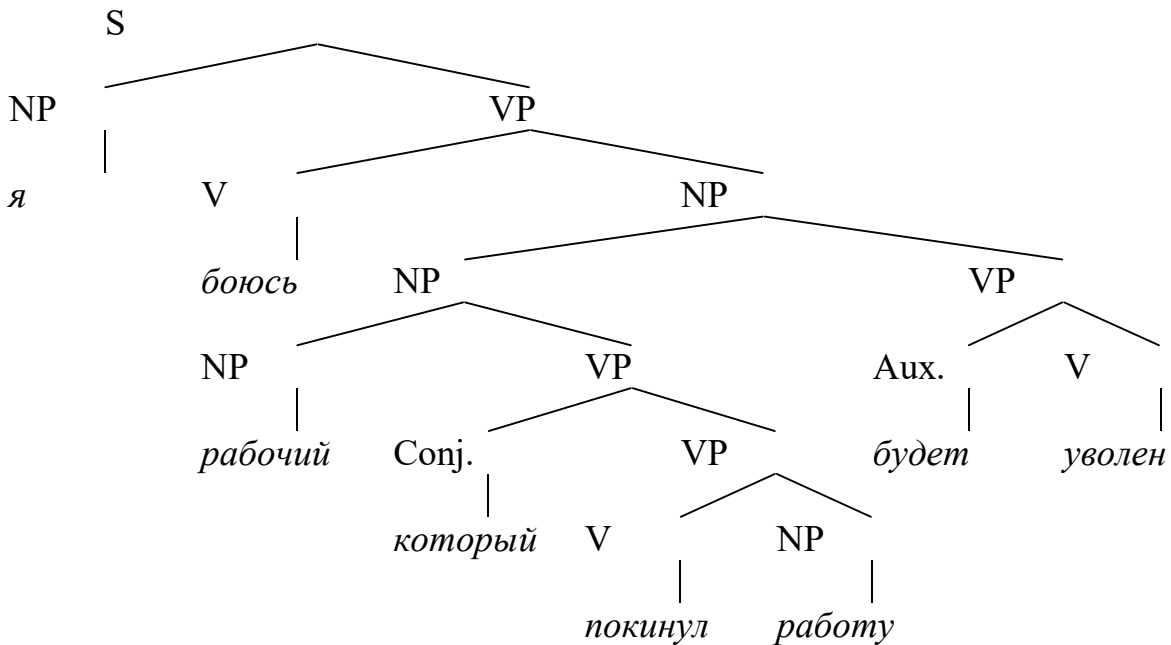 S
NP VP
я V NP
боюсь NP VP
NP VP Aux. V
рабочий Conj. VP будет уволен
который V NP
покинул работу